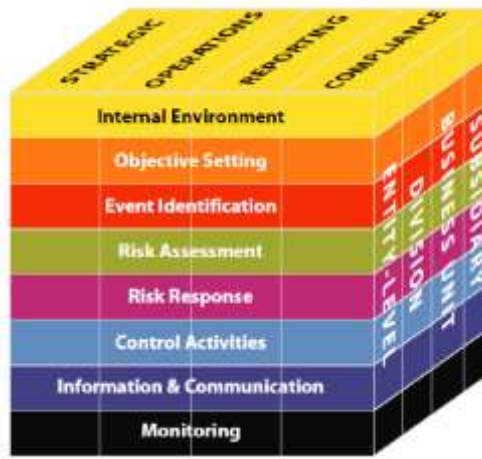 STRATEGIC
OPERATIONS
REPORTING
COMPLIANCE
Internal Environment
Objective Setting
Event Identification
Risk Assessment
Risk Response
Control Activities
Information & Communication
Monitoring
ENTITY-LEVEL
DIVISION
BUSINESS UNIT
SUBSIDIARY